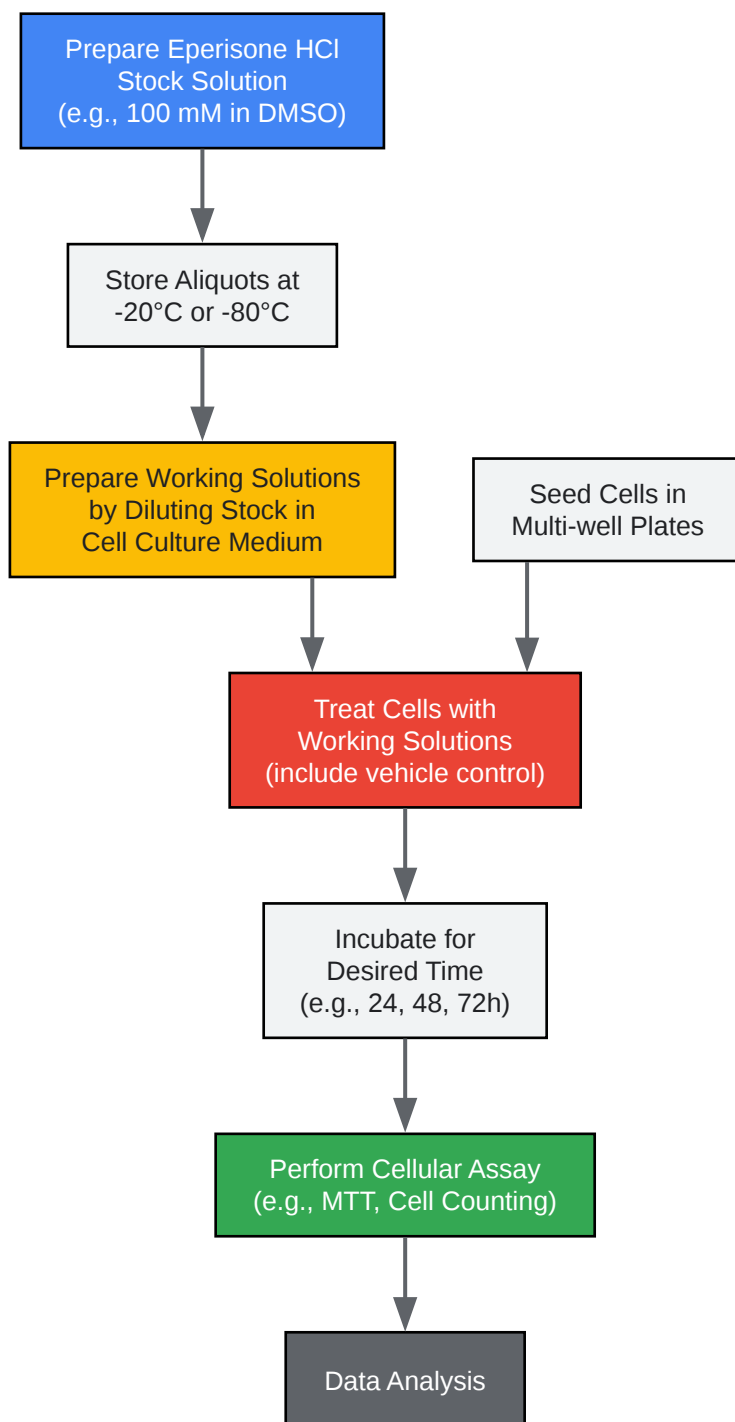 Prepare Eperisone HCl
Stock Solution
(e.g., 100 mM in DMSO)
Store Aliquots at
-20°C or -80°C
Prepare Working Solutions
by Diluting Stock in
Cell Culture Medium
Seed Cells in
Multi-well Plates
Treat Cells with
Working Solutions
(include vehicle control)
Incubate for
Desired Time
(e.g., 24, 48, 72h)
Perform Cellular Assay
(e.g., MTT, Cell Counting)
Data Analysis